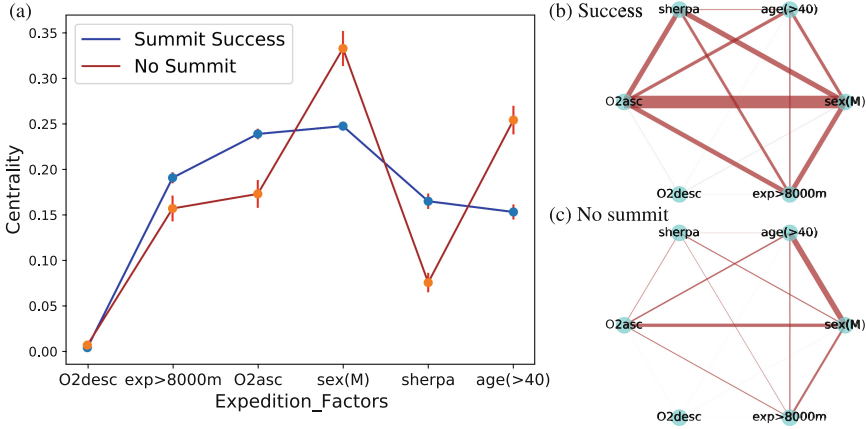 (a)
Summit Success
No Summit
0.35
0.30
0.25
0.20
0.15
0.10
0.05
0.00
Centrality
O2desc
exp>8000m
O2asc
sex(M)
sherpa
age(>40)
Expedition_Factors
(b) Success
sherpa
age(>40)
O2asc
sex(M)
O2desc
exp>8000m
(c) No summit
sherpa
age(>40)
O2asc
sex(M)
O2desc
exp>8000m